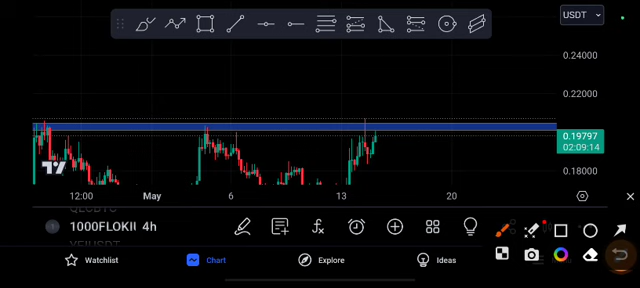 USDT
0.24000
0.22000
0.19797
02:09:14
0.18000
12:00 May 6 13 20
1000FLOKII 4h
YFIUSDT
Watchlist Chart Explore Ideas